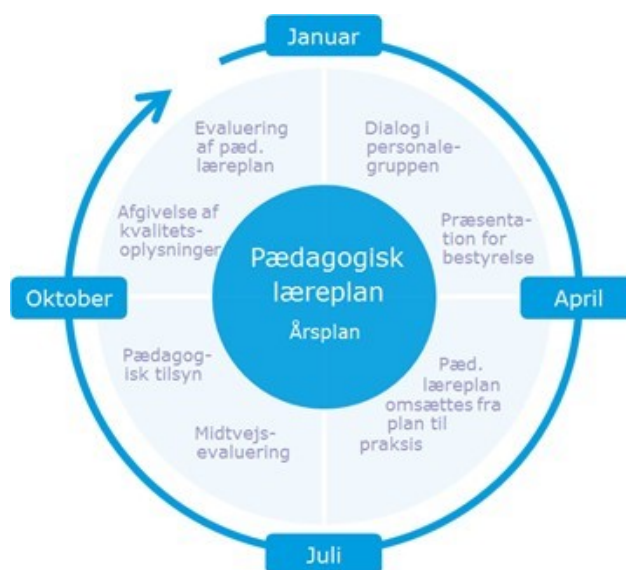 Januar
Dialog i
personale-
gruppen
Præsenta-
tion for
bestyrelse
April
Pæd.
læreplan
omsættes fra
plan til
praksis
Juli
Midtvejs-
evaluering
Pædagog-
isk tilsyn
Oktober
Afgivelse af
kvalitets-
oplysninger
Evaluering
af pæd.
læreplan
Pædagogisk
læreplan
Årsplan